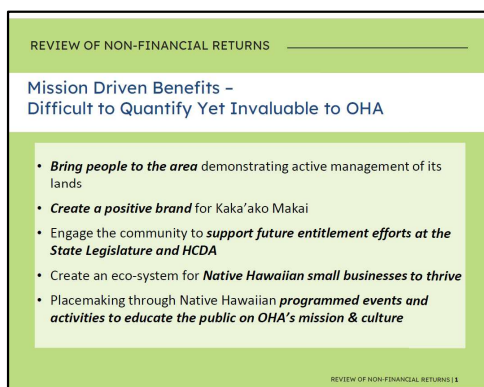 REVIEW OF NON-FINANCIAL RETURNS
Mission Driven Benefits –
Difficult to Quantify Yet Invaluable to OHA
• Bring people to the area demonstrating active management of its
lands
• Create a positive brand for Kaka'ako Makai
• Engage the community to support future entitlement efforts at the
State Legislature and HCDA
• Create an eco-system for Native Hawaiian small businesses to thrive
• Placemaking through Native Hawaiian programmed events and
activities to educate the public on OHA's mission & culture
REVIEW OF NON-FINANCIAL RETURNS | 1